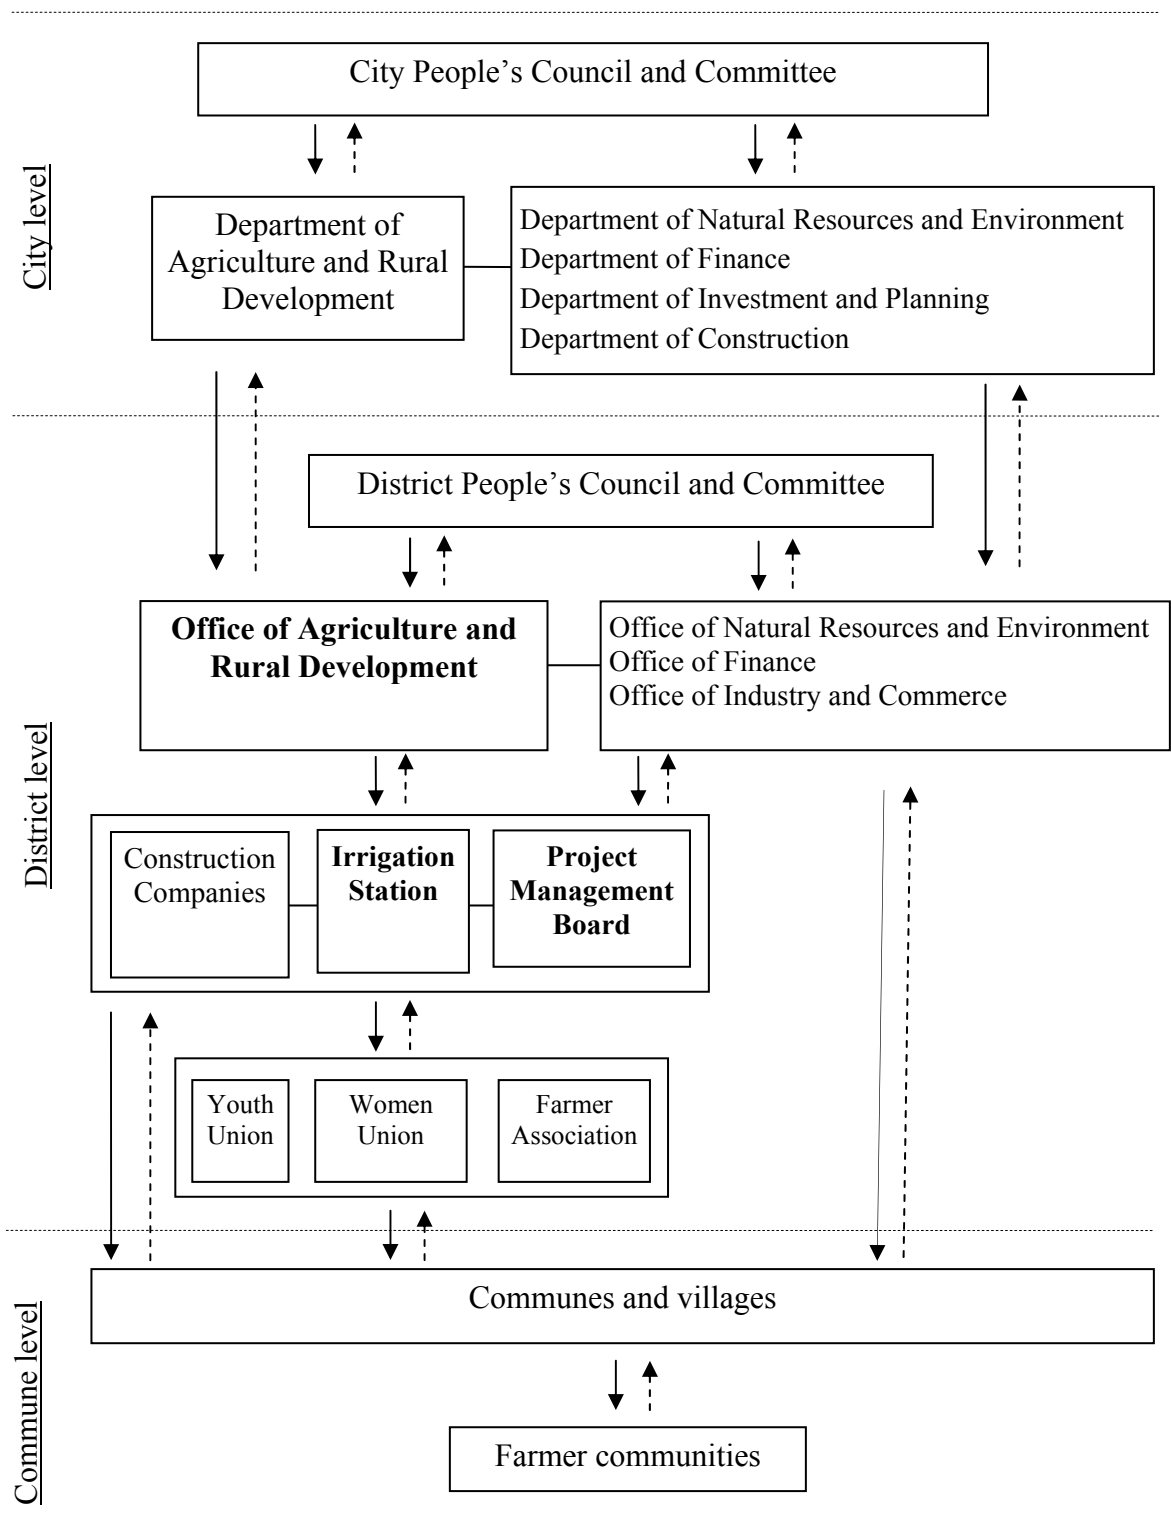 City People’s Council and Committee
City level
Department of
Agriculture and Rural
Development
Department of Natural Resources and Environment
Department of Finance
Department of Investment and Planning
Department of Construction
District People’s Council and Committee
District level
Office of Agriculture and
Rural Development
Office of Natural Resources and Environment
Office of Finance
Office of Industry and Commerce
Construction
Companies
Irrigation
Station
Project
Management
Board
Youth
Union
Women
Union
Farmer
Association
Commune level
Communes and villages
Farmer communities